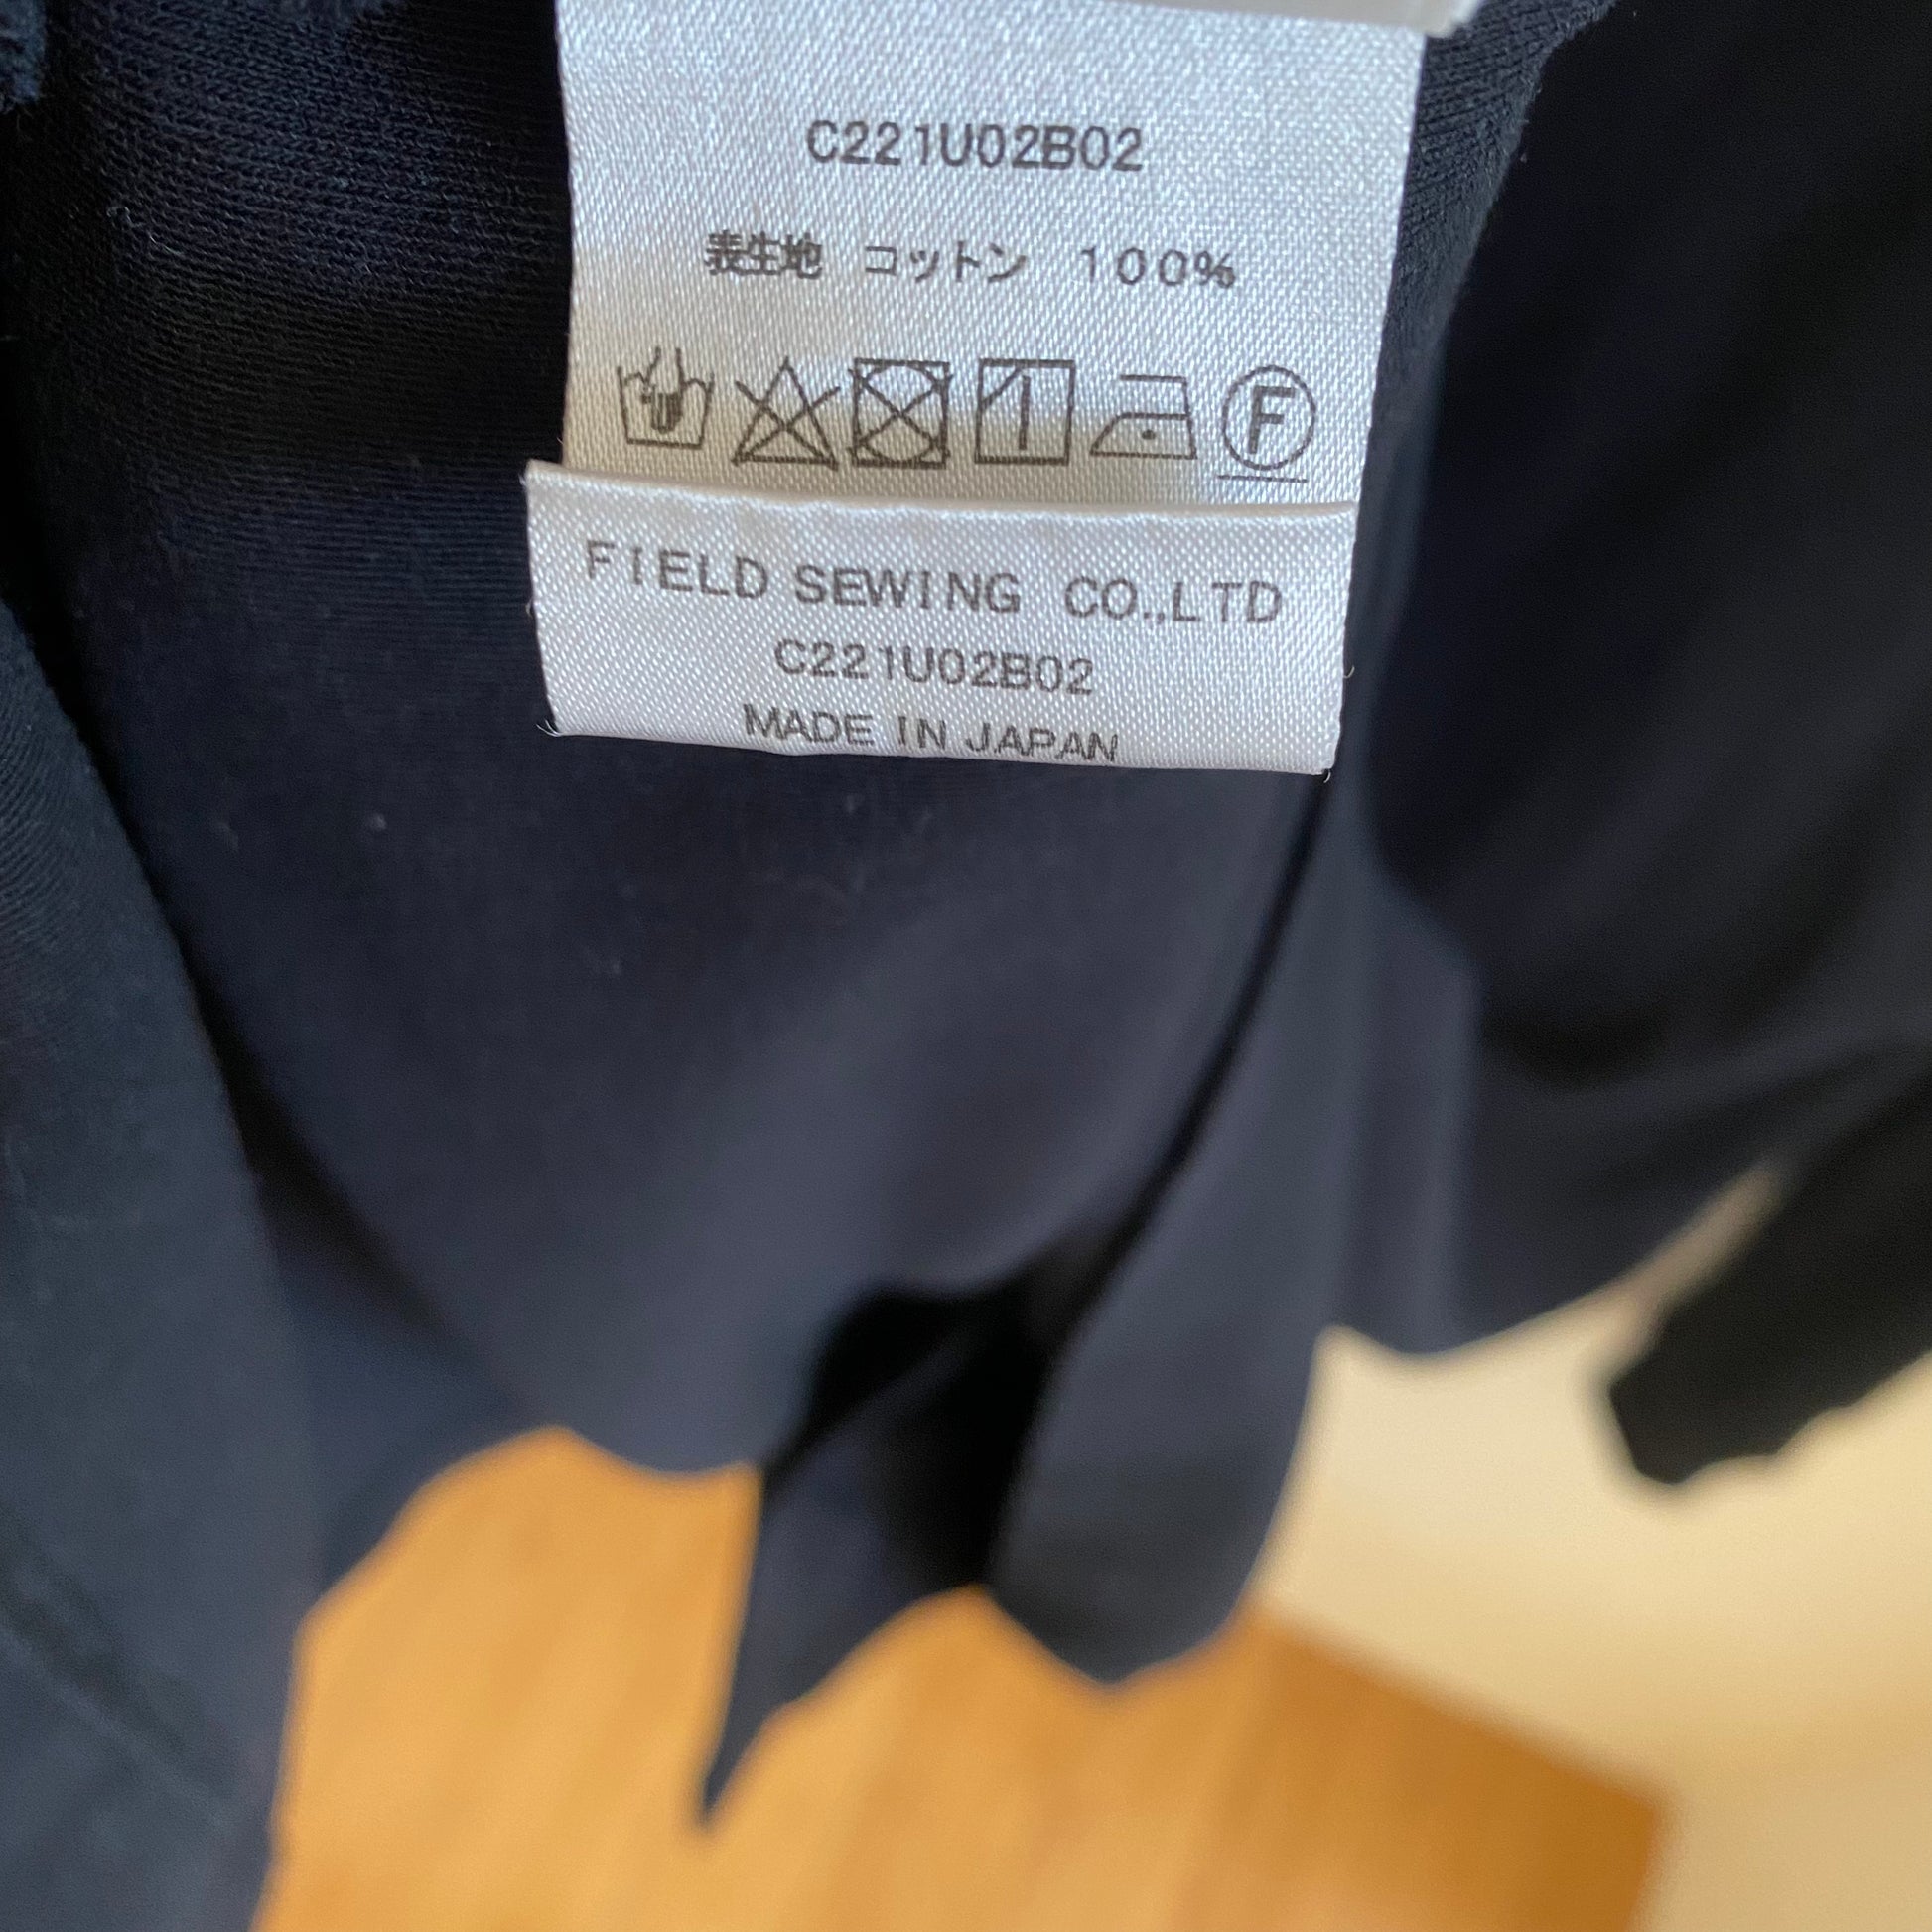 C221U02B02
表生地 コットン 100%
F
FIELD SEWING CO.,LTD
C221U02B02
MADE IN JAPAN